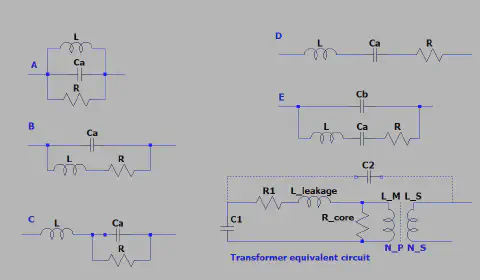 A
L
Ca
R
B
Ca
L
R
C
L
Ca
R
D
L
Ca
R
E
Cb
L
Ca
R
C2
C1
R1
L_leakage
R_core
L_M
L_S
N_P
N_S
Transformer equivalent circuit